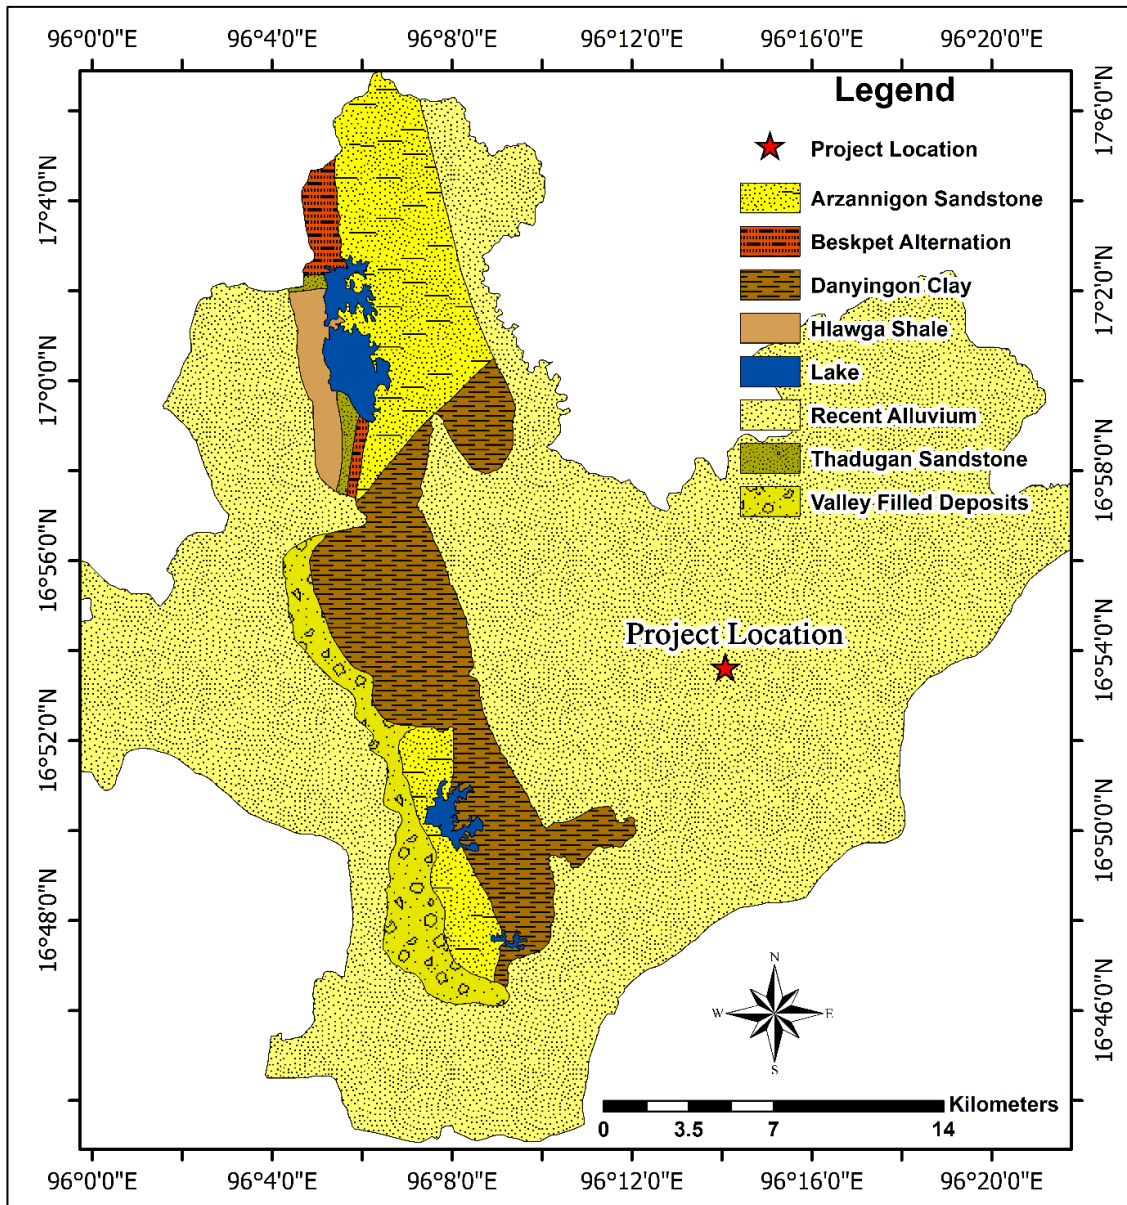 96°0'0"E 96°4'0"E 96°8'0"E 96°12'0"E 96°16'0"E 96°20'0"E
Legend
Project Location
Arzannigon Sandstone
Beskpet Alternation
Danyingon Clay
Hlawga Shale
Lake
Recent Alluvium
Thadugan Sandstone
Valley Filled Deposits
17°4'0"N
17°0'0"N
16°56'0"N
16°52'0"N
16°48'0"N
17°6'0"N
17°2'0"N
16°58'0"N
16°54'0"N
16°50'0"N
16°46'0"N
Project Location
N
W E
S
Kilometers
0 3.5 7 14
96°0'0"E 96°4'0"E 96°8'0"E 96°12'0"E 96°16'0"E 96°20'0"E